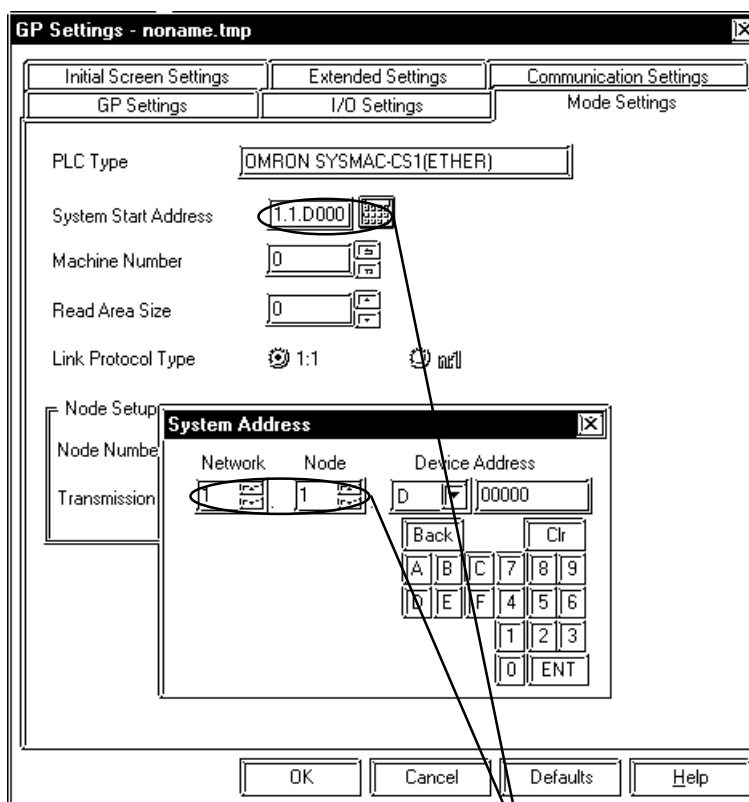 GP Settings - noname.tmp
Initial Screen Settings
Extended Settings
Communication Settings
GP Settings
I/O Settings
Mode Settings
PLC Type
OMRON SYSMAC-CS1(ETHER)
System Start Address
1.1.D000
Machine Number
0
Read Area Size
0
Link Protocol Type
1:1
Node Setup
Node Numbe
Transmission
System Address
Network
Node
Device Address
1 . 1 . D 00000
Back
Clr
A B C 7 8 9
D E F 4 5 6
1 2 3
0 ENT
OK
Cancel
Defaults
Help